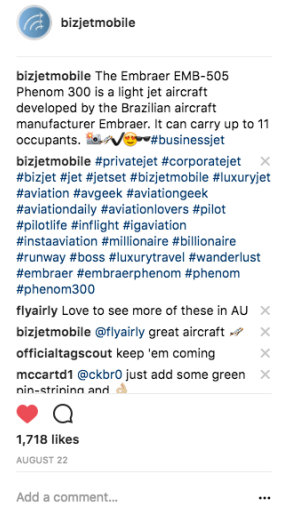 bizjetmobile
bizjetmobile The Embraer EMB-505
Phenom 300 is a light jet aircraft
developed by the Brazilian aircraft
manufacturer Embraer. It can carry up to 11
occupants. #businessjet
bizjetmobile #privatejet #corporatejet
#bizjet #jet #jetset #bizjetmobile #luxuryjet
#aviation #avgeek #aviationgeek
#aviationdaily #aviationlovers #pilot
#pilotlife #inflight #igaviation
#instaaviation #millionaire #billionaire
#runway #boss #luxurytravel #wanderlust
#embraer #embraerphenom #phenom
#phenom300
flyairly Love to see more of these in AU
bizjetmobile @flyairly great aircraft
officialtagscout keep 'em coming
mccartd1 @ckbr0 just add some green
pin-striping and
1,718 likes
AUGUST 22
Add a comment...